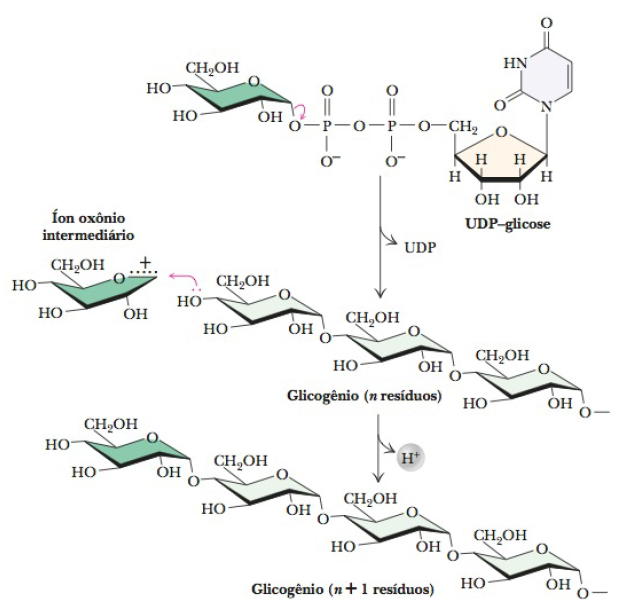 O
HN
O
N
CH₂OH
O
HO
HO
OH
O
O
O
P
O
P
O
CH₂
O
O⁻
O⁻
H
H
H
H
OH
OH
UDP–glicose
Íon oxônio
intermediário
UDP
CH₂OH
O
+
HO
HO
OH
CH₂OH
HO
O
HO
OH
O
CH₂OH
O
HO
OH
O
CH₂OH
O
HO
OH
O
Glicogênio (n resíduos)
H⁺
CH₂OH
HO
O
HO
OH
O
CH₂OH
O
HO
OH
O
CH₂OH
O
HO
OH
O
CH₂OH
O
HO
OH
O
Glicogênio (n + 1 resíduos)